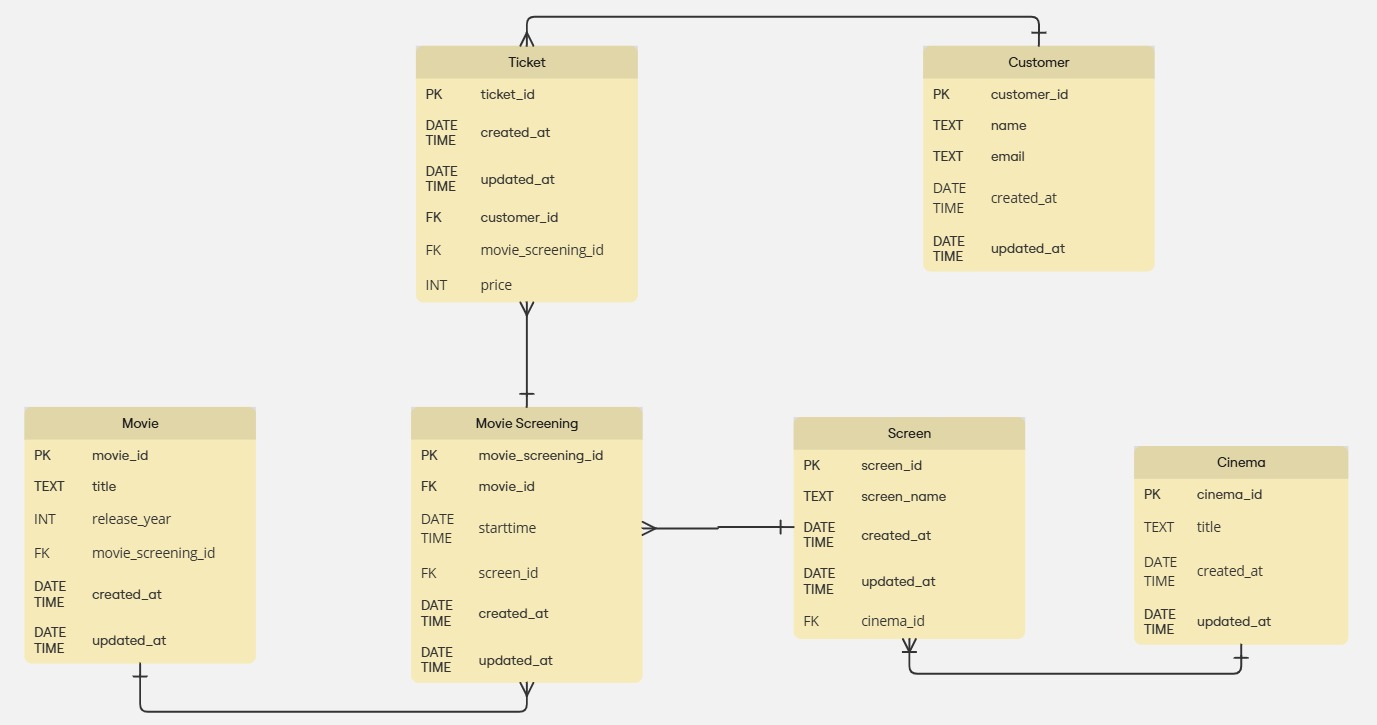 Ticket
PK ticket_id
DATE
TIME created_at
DATE
TIME updated_at
FK customer_id
FK movie_screening_id
INT price
Customer
PK customer_id
TEXT name
TEXT email
DATE
TIME created_at
DATE
TIME updated_at
Movie
PK movie_id
TEXT title
INT release_year
FK movie_screening_id
DATE
TIME created_at
DATE
TIME updated_at
Movie Screening
PK movie_screening_id
FK movie_id
DATE
TIME starttime
FK screen_id
DATE
TIME created_at
DATE
TIME updated_at
Screen
PK screen_id
TEXT screen_name
DATE
TIME created_at
DATE
TIME updated_at
FK cinema_id
Cinema
PK cinema_id
TEXT title
DATE
TIME created_at
DATE
TIME updated_at